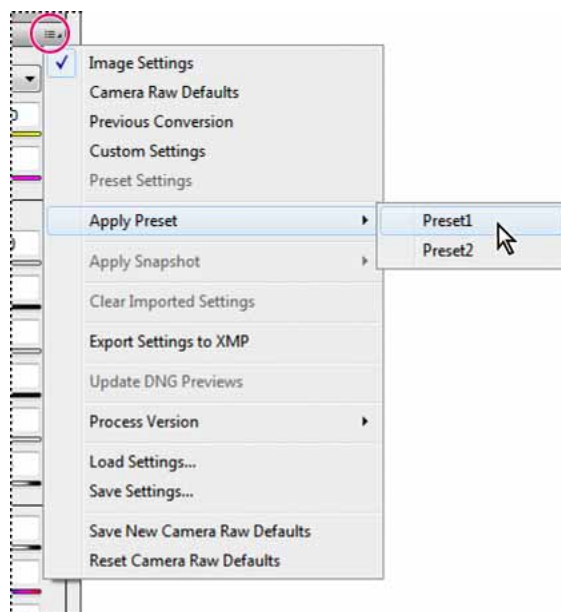 Image Settings
Camera Raw Defaults
Previous Conversion
Custom Settings
Preset Settings
Apply Preset
Preset1
Preset2
Apply Snapshot
Clear Imported Settings
Export Settings to XMP
Update DNG Previews
Process Version
Load Settings...
Save Settings...
Save New Camera Raw Defaults
Reset Camera Raw Defaults